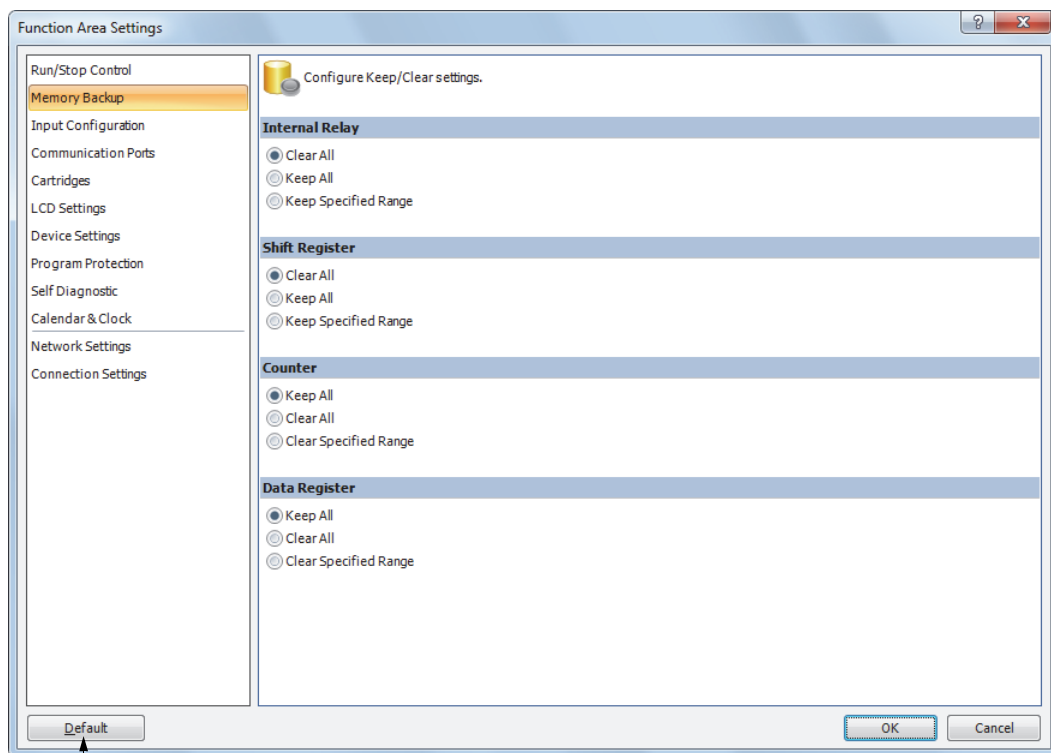 Function Area Settings
?
X
Run/Stop Control
Memory Backup
Input Configuration
Communication Ports
Cartridges
LCD Settings
Device Settings
Program Protection
Self Diagnostic
Calendar & Clock
Network Settings
Connection Settings
Configure Keep/Clear settings.
Internal Relay
Clear All
Keep All
Keep Specified Range
Shift Register
Clear All
Keep All
Keep Specified Range
Counter
Keep All
Clear All
Clear Specified Range
Data Register
Keep All
Clear All
Clear Specified Range
Default
OK
Cancel